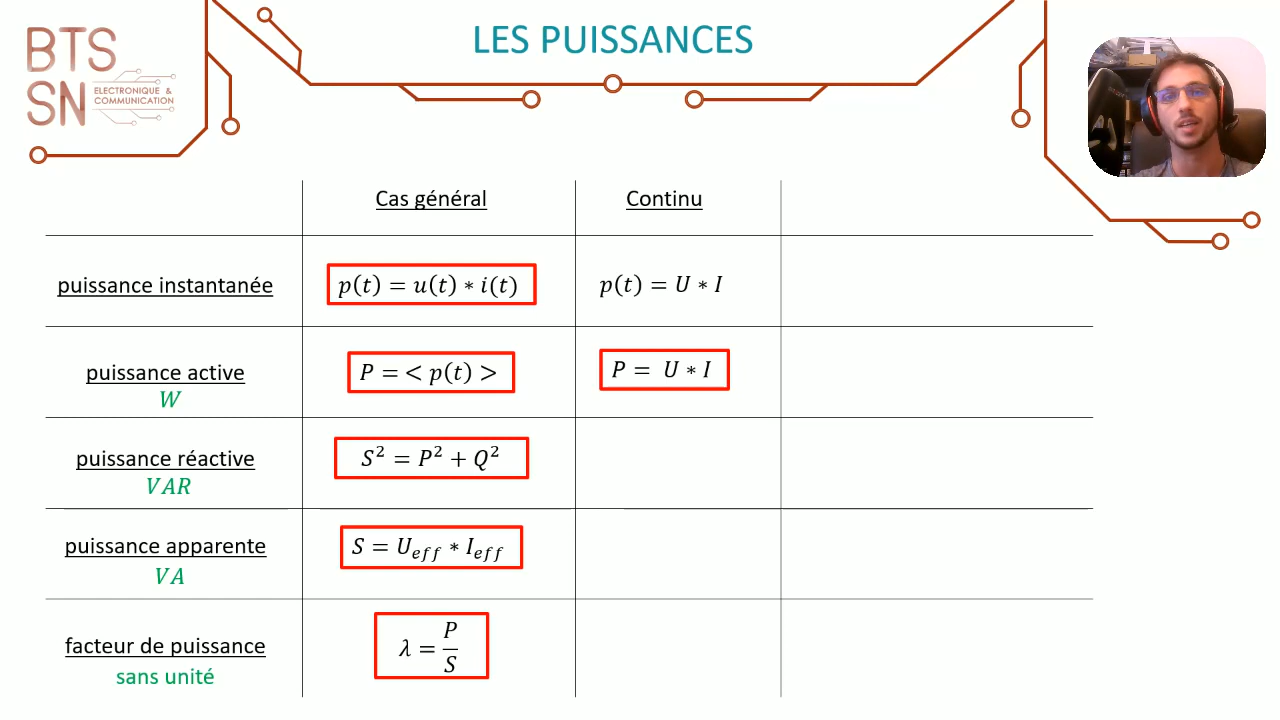 LES PUISSANCES
BTS
SN
ELECTRONIQUE &
COMMUNICATION
Cas général
Continu
puissance instantanée
p(t) = u(t) * i(t)
p(t) = U * I
puissance active
W
P = < p(t) >
P = U * I
puissance réactive
VAR
S² = P² + Q²
puissance apparente
VA
S = U_eff * I_eff
facteur de puissance
sans unité
λ = P/S